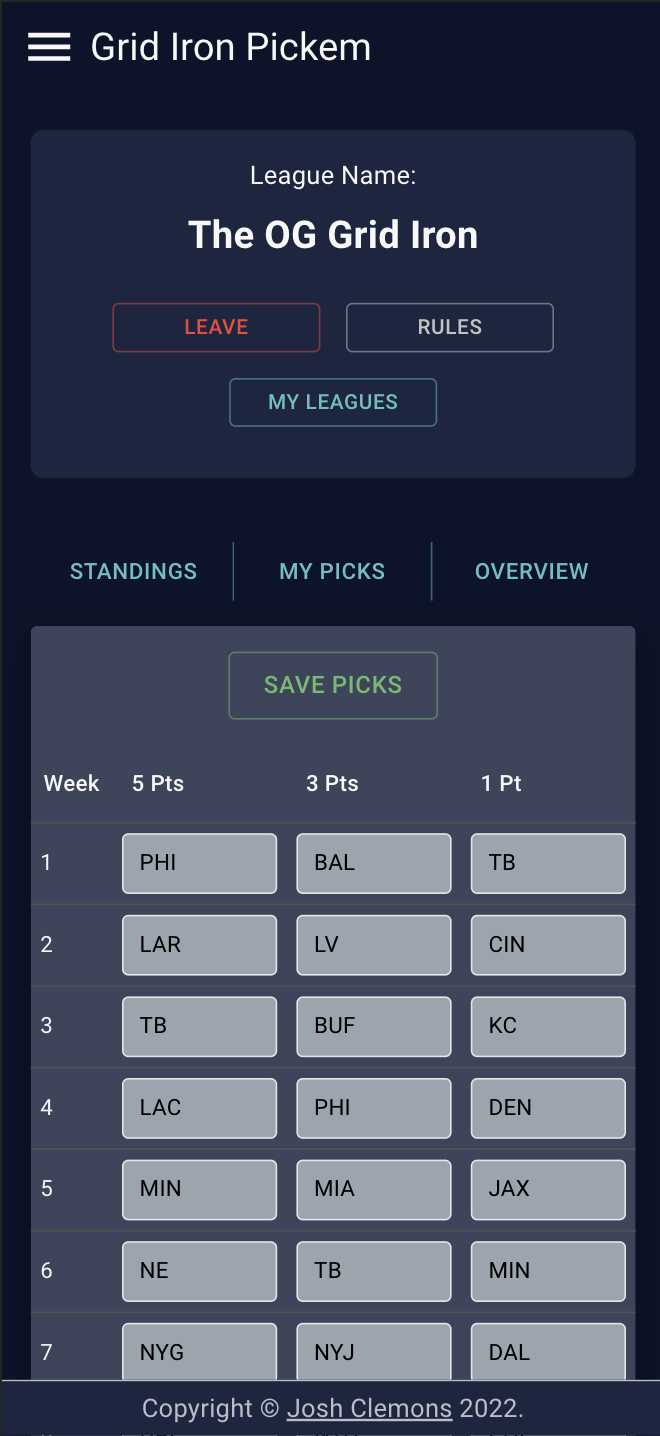 Grid Iron Pickem
League Name:
The OG Grid Iron
LEAVE RULES
MY LEAGUES
STANDINGS MY PICKS OVERVIEW
SAVE PICKS
Week 5 Pts 3 Pts 1 Pt
1 PHI BAL TB
2 LAR LV CIN
3 TB BUF KC
4 LAC PHI DEN
5 MIN MIA JAX
6 NE TB MIN
7 NYG NYJ DAL
Copyright © Josh Clemons 2022.